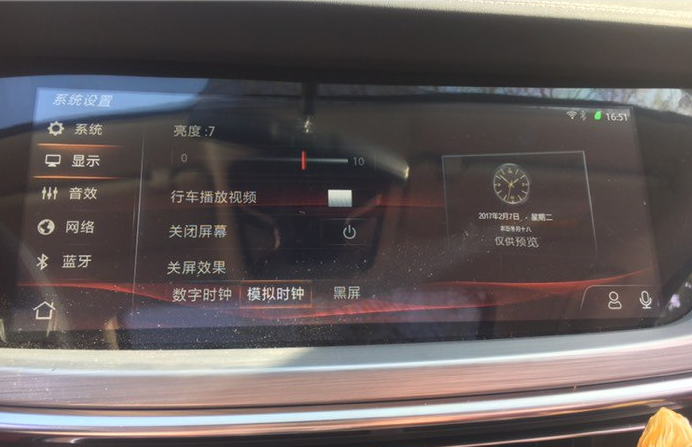 系统设置
16:51
系统
显示
音效
网络
蓝牙
亮度:7
0
10
行车播放视频
关闭屏幕
关屏效果
数字时钟
模拟时钟
黑屏
2017年2月7日 . 星期二
仅供预览